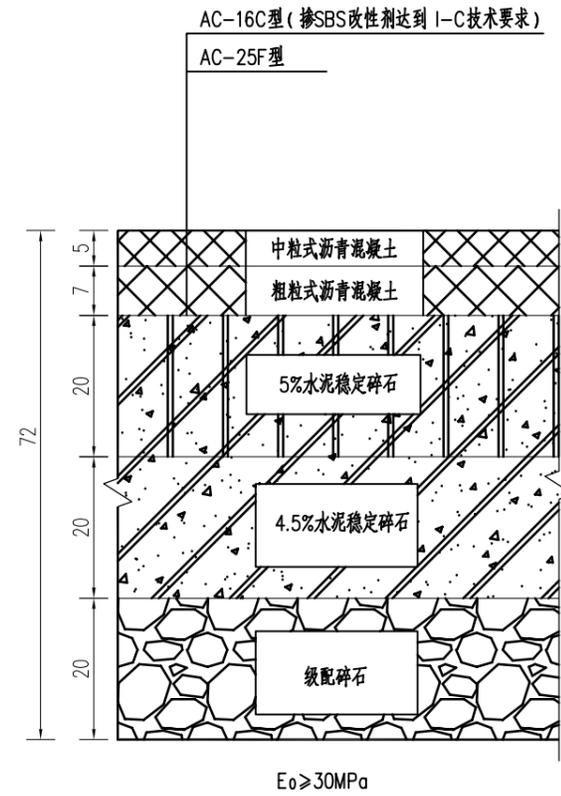 AC-16C型(掺SBS改性剂达到 I-C技术要求)
AC-25F型
5
中粒式沥青混凝土
7
粗粒式沥青混凝土
20
5%水泥稳定碎石
72
20
4.5%水泥稳定碎石
20
级配碎石
E0⩾30MPa